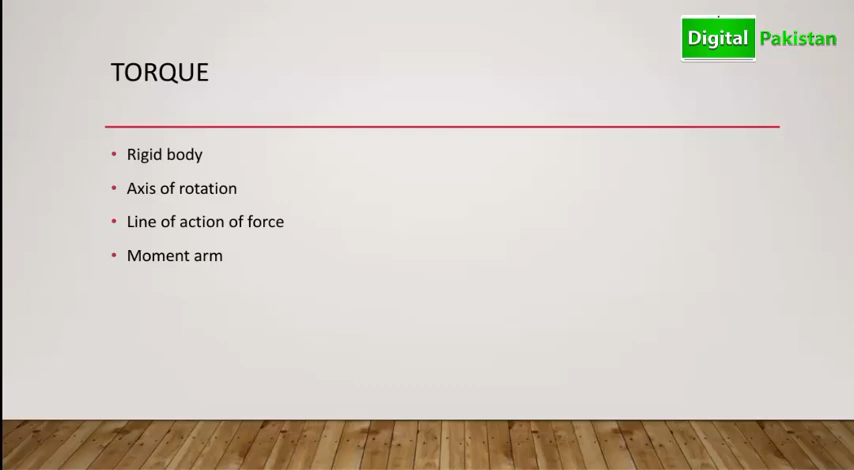 Digital Pakistan
TORQUE
• Rigid body
• Axis of rotation
• Line of action of force
• Moment arm